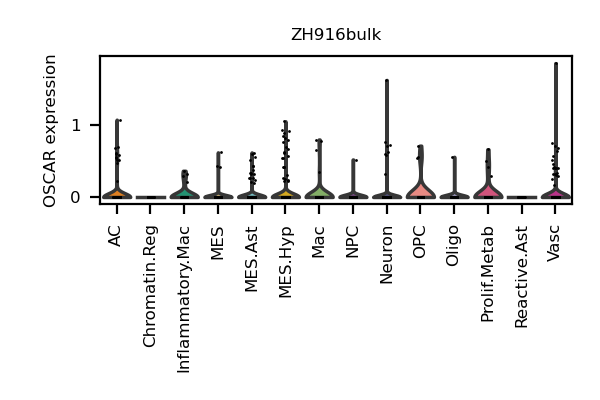 ZH916bulk
OSCAR expression
1
0
AC
Chromatin.Reg
Inflammatory.Mac
MES
MES.Ast
MES.Hyp
Mac
NPC
Neuron
OPC
Oligo
Prolif.Metab
Reactive.Ast
Vasc